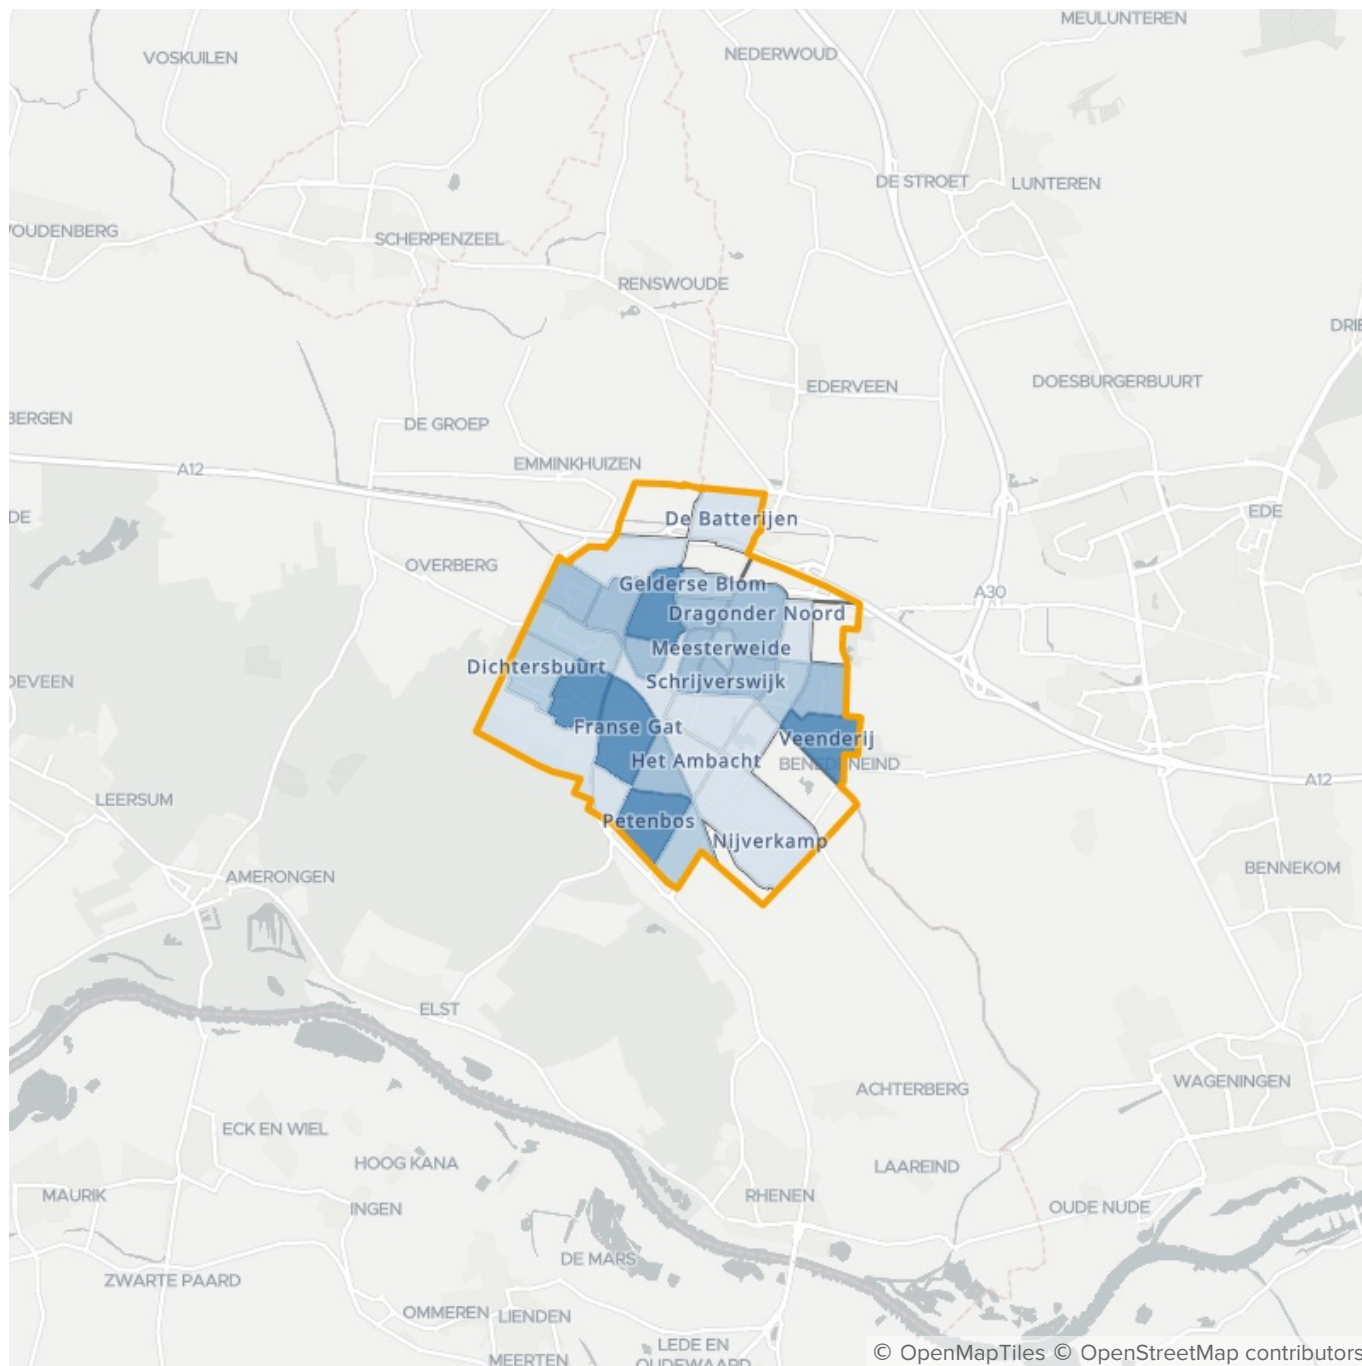 MEULUNTEREN
VOSKUILEN
NEDERWOUD
DE STROET
LUNTEREN
VOUDENBERG
SCHERPENZEEL
RENSWOUDE
DRIE
EDERVEEN
DOESBURGERBUURT
BERGEN
DE GROEP
A12
EMMINKHUIZEN
DE
De Batterijen
EDE
OVERBERG
Gelderse Blom
A30
Dragonder Noord
Meesterweide
Dichtersbuurt
DEVEEN
Schrijverswijk
Franse Gat
Veenderij
Het Ambacht
BENEDENEIND
A12
LEERSUM
Petenbos
Nijverkamp
AMERONGEN
BENNEKOM
ELST
ACHTERBERG
WAGENINGEN
ECK EN WIEL
HOOG KANA
LAAREIND
MAURIK
INGEN
RHENEN
OUDE NUDE
DE MARS
ZWARTE PAARD
OMMEREN
LIENDEN
LEDE EN
OUDEWAARD
MEERTEN
© OpenMapTiles © OpenStreetMap contributors